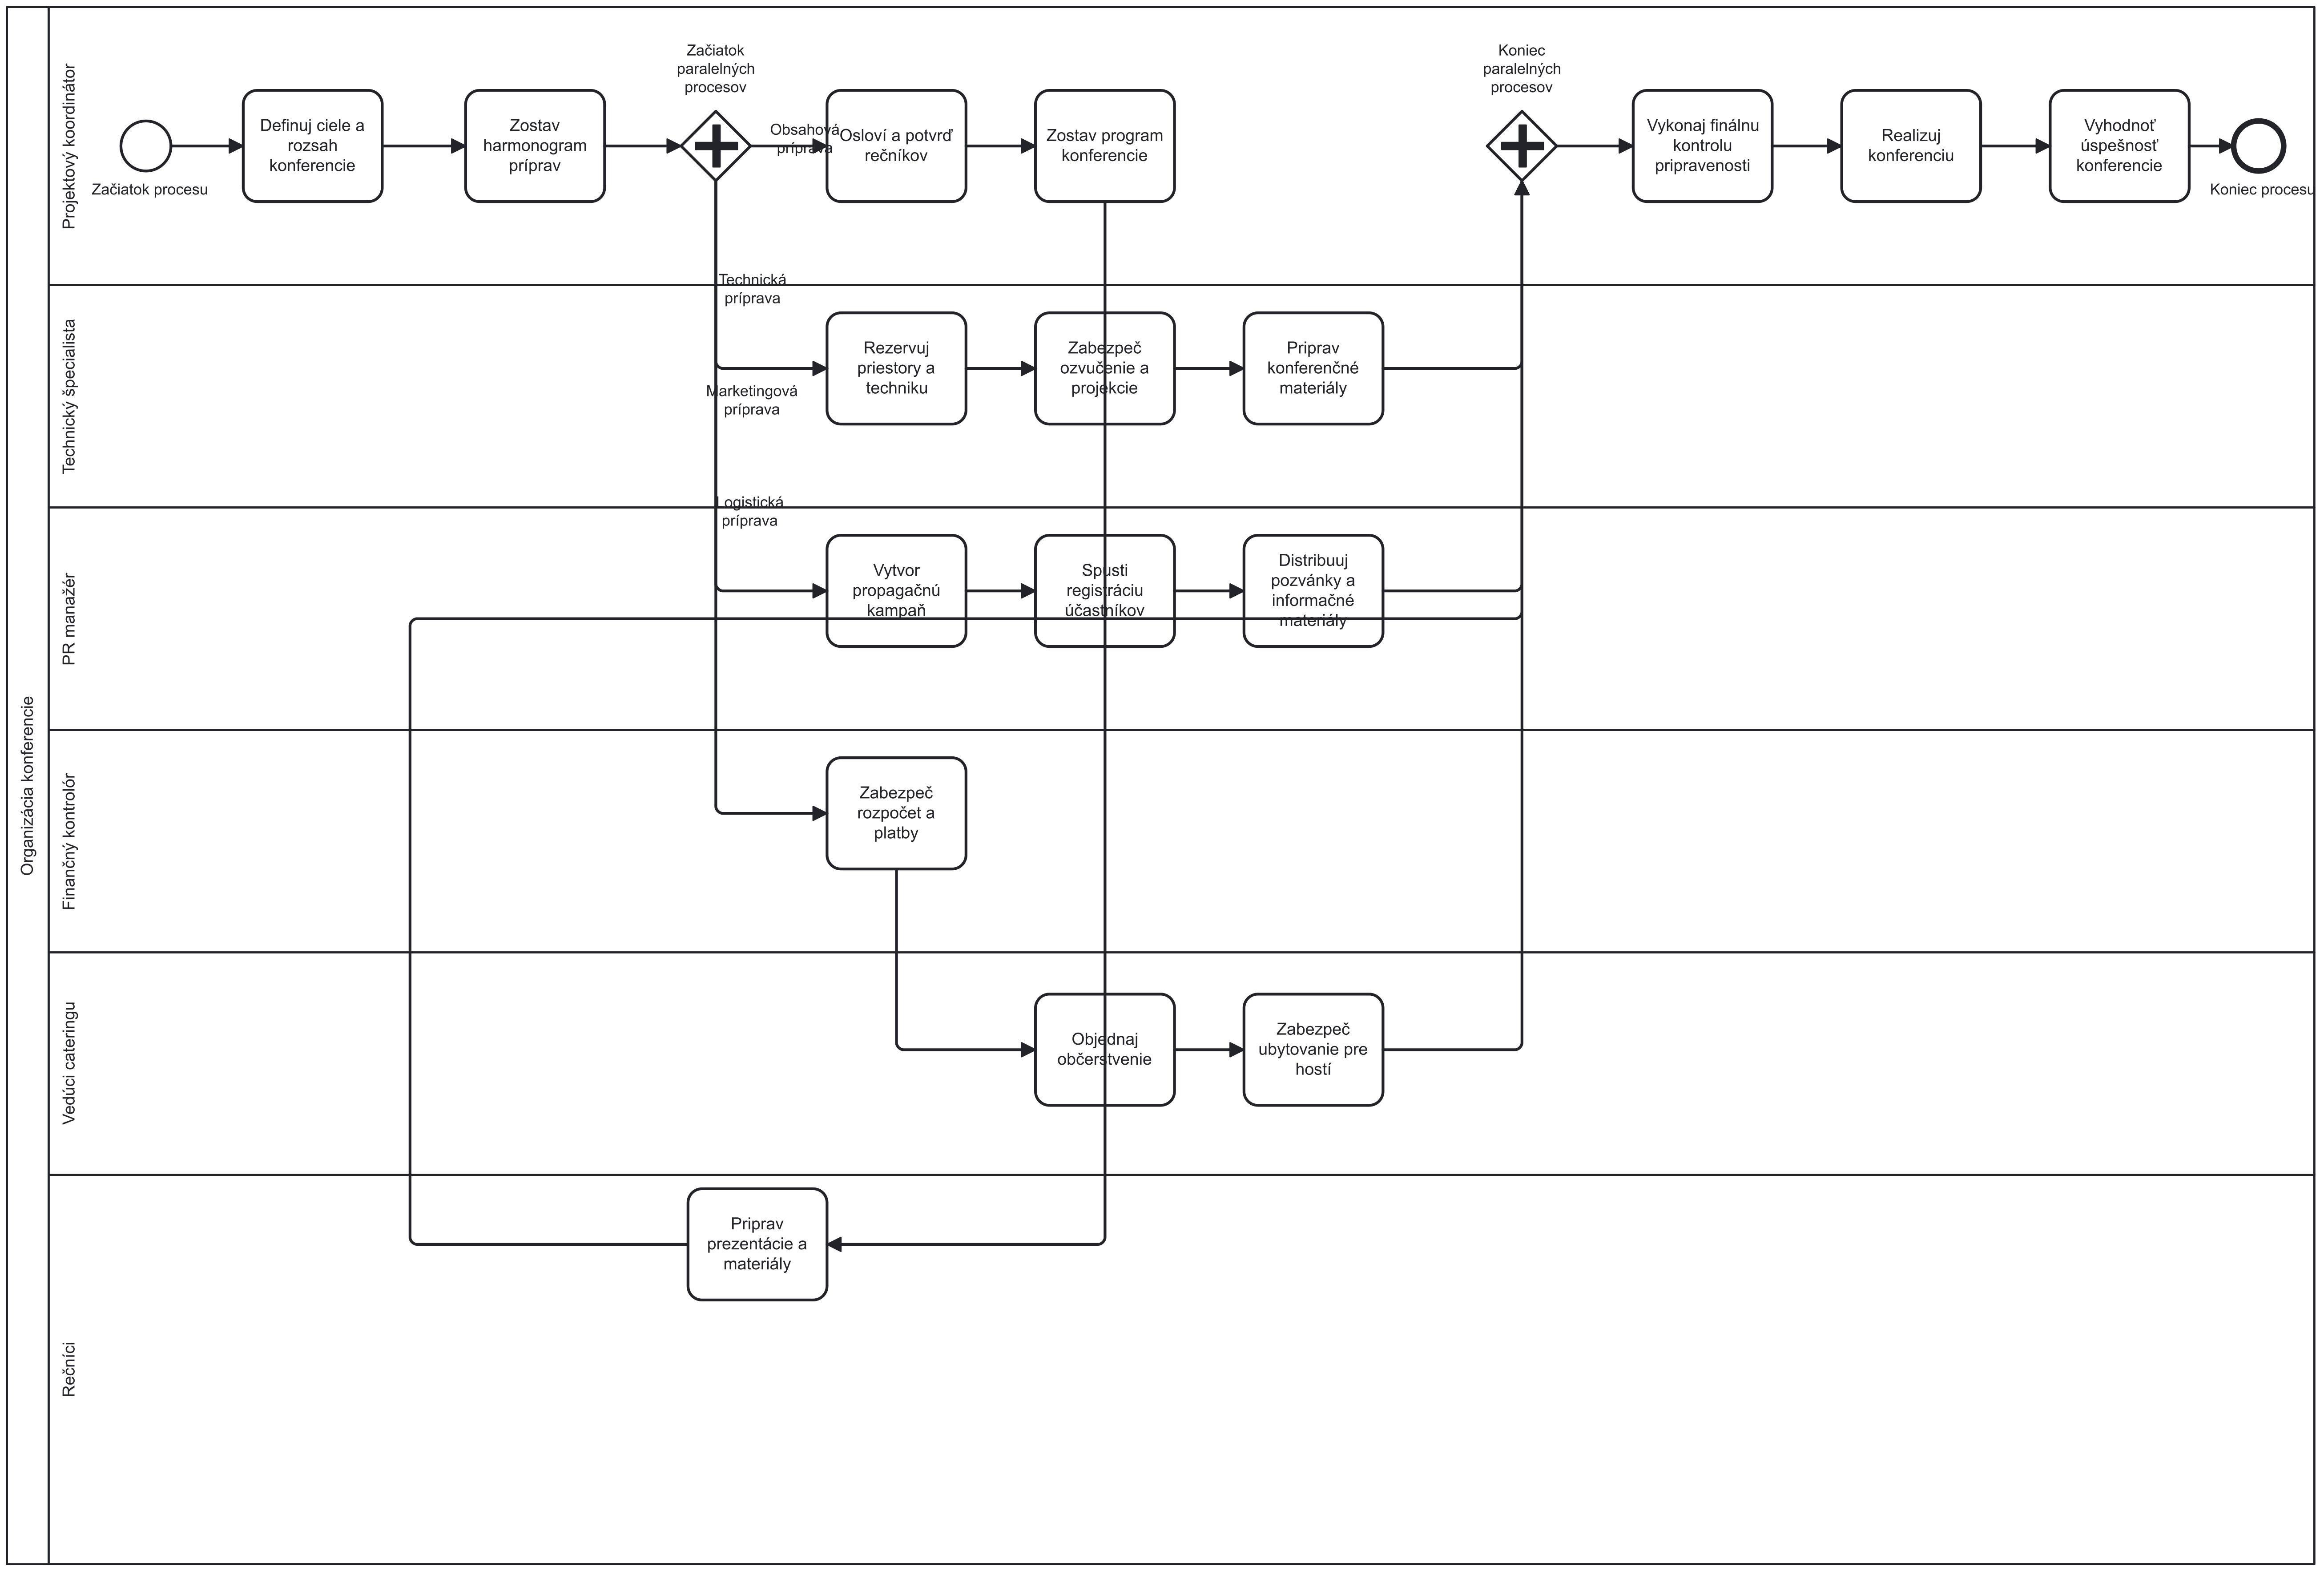 Organizácia konferencie
Projektový koordinátor
Začiatok procesu
Definuj ciele a
rozsah
konferencie
Zostav
harmonogram
príprav
Začiatok
paralelných
procesov
Obsahová
príprava
Osloví a potvrď
rečníkov
Zostav program
konferencie
Koniec
paralelných
procesov
Vykonaj finálnu
kontrolu
pripravenosti
Realizuj
konferenciu
Vyhodnoť
úspešnosť
konferencie
Koniec procesu
Technický špecialista
Technická
príprava
Rezervuj
priestory a
techniku
Zabezpeč
ozvučenie a
projekcie
Priprav
konferenčné
materiály
Marketingová
príprava
PR manažér
Logistická
príprava
Vytvor
propagačnú
kampaň
Spusti
registráciu
účastníkov
Distribuuj
pozvánky a
informačné
materiály
Finančný kontrolór
Zabezpeč
rozpočet a
platby
Vedúci cateringu
Objednaj
občerstvenie
Zabezpeč
ubytovanie pre
hostí
Rečníci
Priprav
prezentácie a
materiály